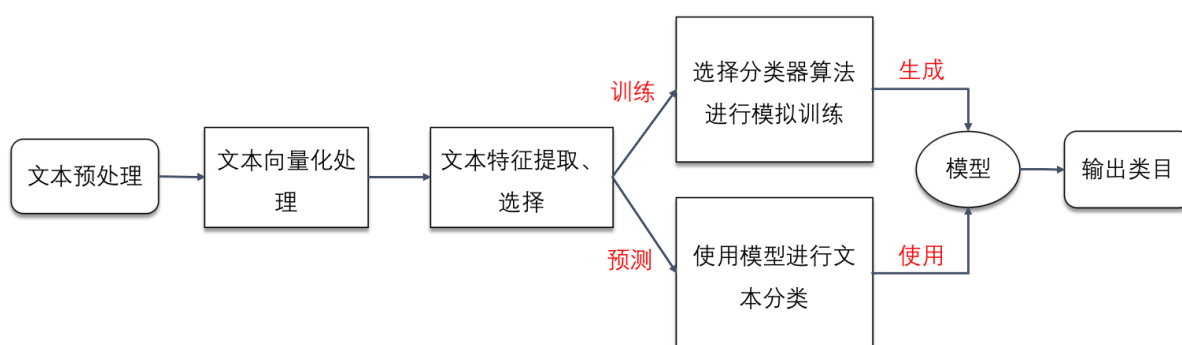 文本预处理
文本向量化处
理
文本特征提取、
选择
训练
选择分类器算法
进行模拟训练
生成
预测
使用模型进行文
本分类
使用
模型
输出类目